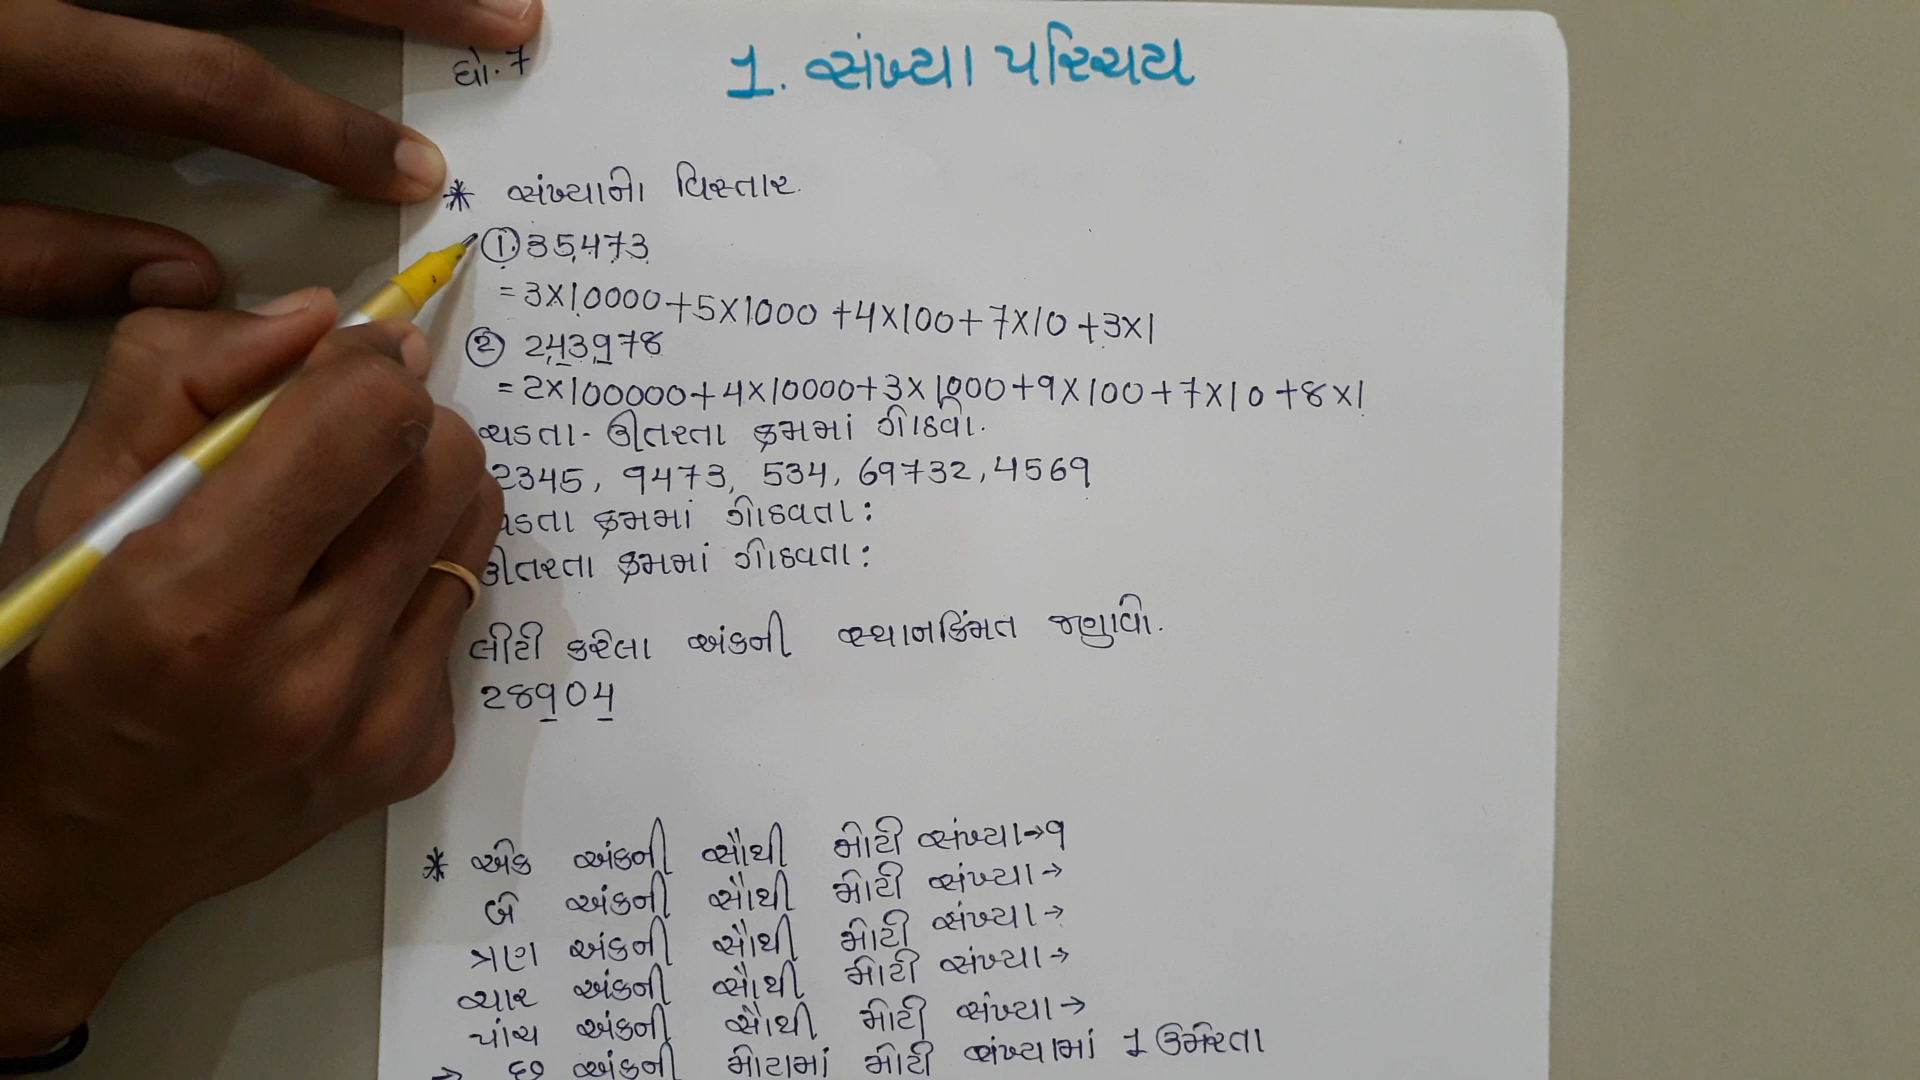 ધો. 7
1. સંખ્યા પરિચય
* સંખ્યાનો વિસ્તાર.
① 35473
= 3×10000+5×1000+4×100+7×10+3×1
② 243978
= 2×100000+4×10000+3×1000+9×100+7×10+8×1
ચડતા- ઊતરતા ક્રમમાં ગોઠવો.
2345, 9473, 534, 69732, 4569
ચડતા ક્રમમાં ગોઠવતા:
ઊતરતા ક્રમમાં ગોઠવતા:
લીટી કરેલા અંકની સ્થાનકિંમત જણાવો.
28904
* એક અંકની સૌથી મોટી સંખ્યા→9
બે અંકની સૌથી મોટી સંખ્યા→
ત્રણ અંકની સૌથી મોટી સંખ્યા→
ચાર અંકની સૌથી મોટી સંખ્યા→
પાંચ અંકની સૌથી મોટી સંખ્યા→
→ છ અંકની મોટામાં મોટી સંખ્યામાં 1 ઉમેરતા